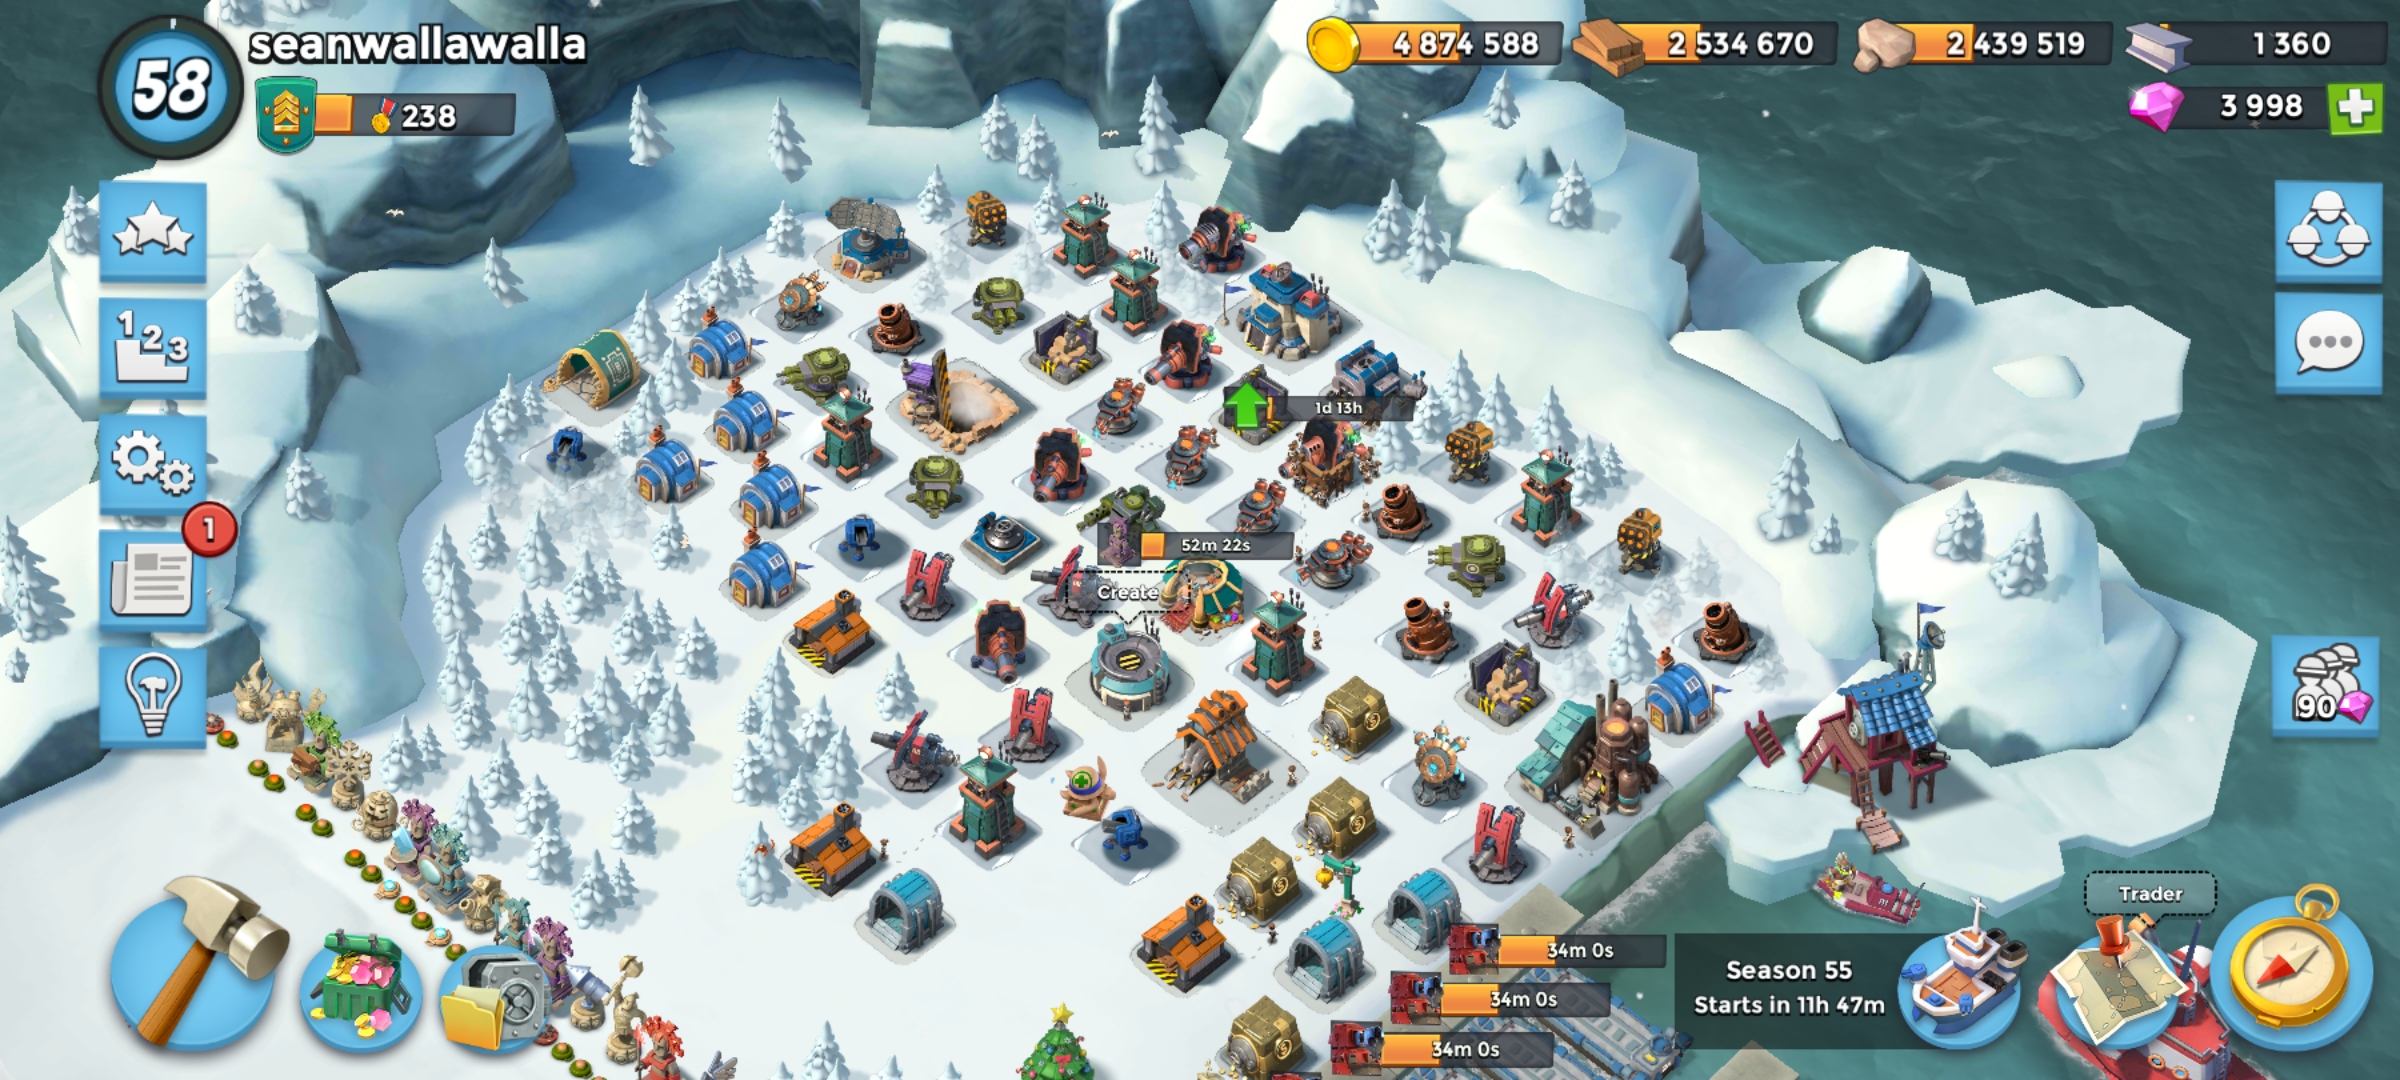 58
seanwallawalla
238
4 874 588
2 534 670
2 439 519
1 360
3 998
123
1
1d 13h
52m 22s
Create
90
Trader
34m 0s
34m 0s
34m 0s
Season 55
Starts in 11h 47m